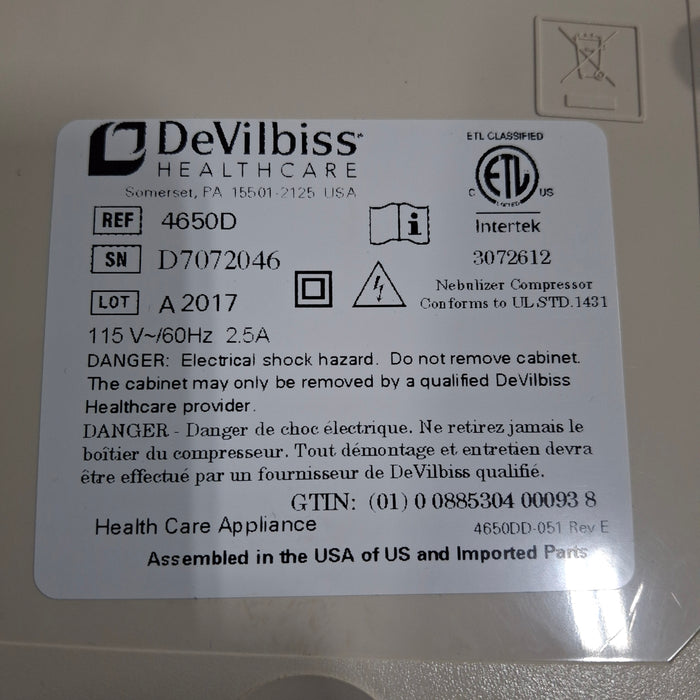 DeVilbiss
HEALTHCARE
Somerset, PA 15501-2125 USA
ETL CLASSIFIED
ETL
LISTED
C US
Intertek
3072612
REF 4650D
SN D7072046
LOT A 2017
Nebulizer Compressor
Conforms to UL STD.1431
115 V~/60Hz 2.5A
DANGER: Electrical shock hazard. Do not remove cabinet.
The cabinet may only be removed by a qualified DeVilbiss
Healthcare provider.
DANGER - Danger de choc électrique. Ne retirez jamais le
boîtier du compresseur. Tout démontage et entretien devra
être effectué par un fournisseur de DeVilbiss qualifié.
GTIN: (01) 0 0885304 00093 8
Health Care Appliance
4650DD-051 Rev E
Assembled in the USA of US and Imported Parts